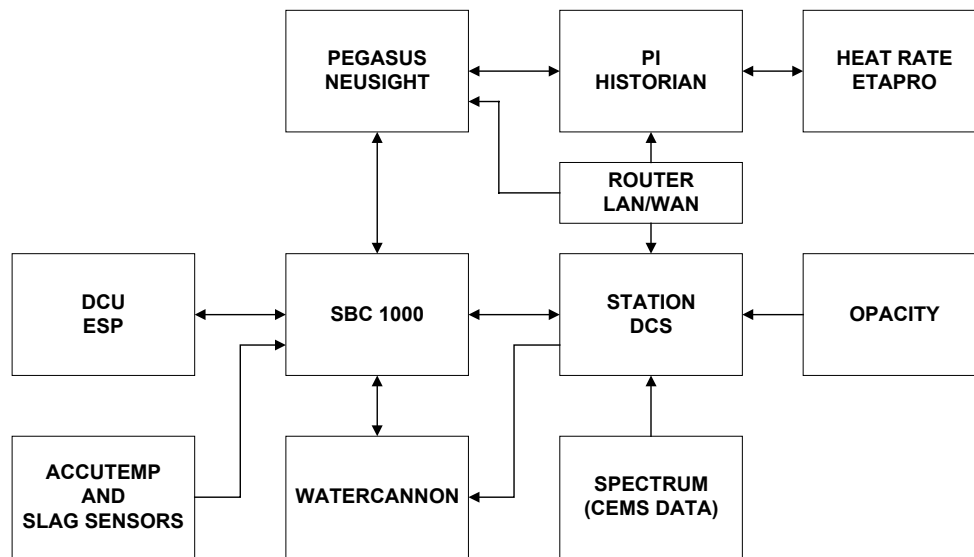 PEGASUS
NEUSIGHT
PI
HISTORIAN
HEAT RATE
ETAPRO
ROUTER
LAN/WAN
DCU
ESP
SBC 1000
STATION
DCS
OPACITY
ACCUTEMP
AND
SLAG SENSORS
WATERCANNON
SPECTRUM
(CEMS DATA)